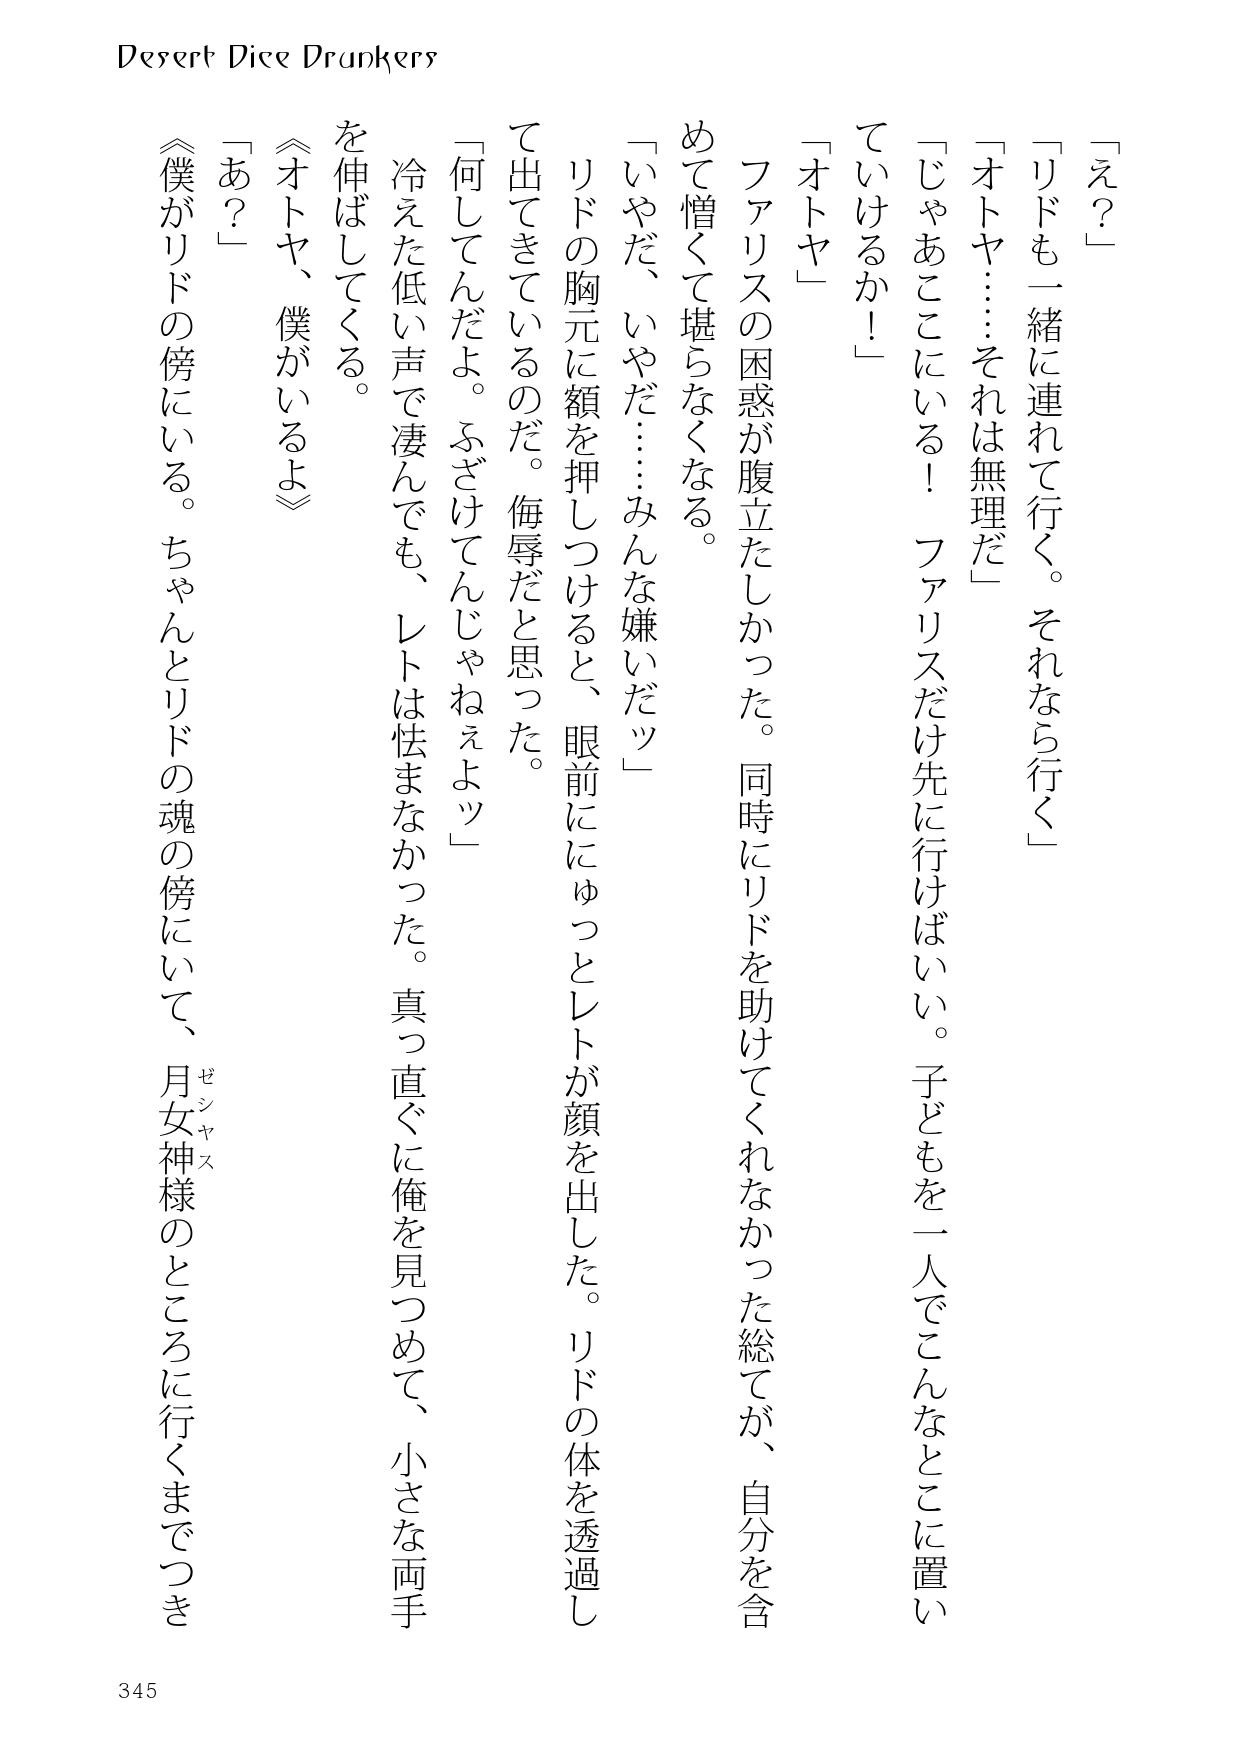 Desert Dice Drunkers
「え？」
「リドも一緒に連れて行く。それなら行く」
「オトヤ……それは無理だ」
「じゃあここにいる！　ファリスだけ先に行けばいい。子どもを一人でこんなとこに置い
ていけるか！」
「オトヤ」
　ファリスの困惑が腹立たしかった。同時にリドを助けてくれなかった総てが、自分を含
めて憎くて堪らなくなる。
「いやだ、いやだ……みんな嫌いだッ」
　リドの胸元に額を押しつけると、眼前ににゅっとレトが顔を出した。リドの体を透過し
て出てきているのだ。侮辱だと思った。
「何してんだよ。ふざけてんじゃねぇよッ」
　冷えた低い声で凄んでも、レトは怯まなかった。真っ直ぐに俺を見つめて、小さな両手
を伸ばしてくる。
《オトヤ、僕がいるよ》
「あ？」
《僕がリドの傍にいる。ちゃんとリドの魂の傍にいて、月女神様のところに行くまでつき
ゼシヤス
345